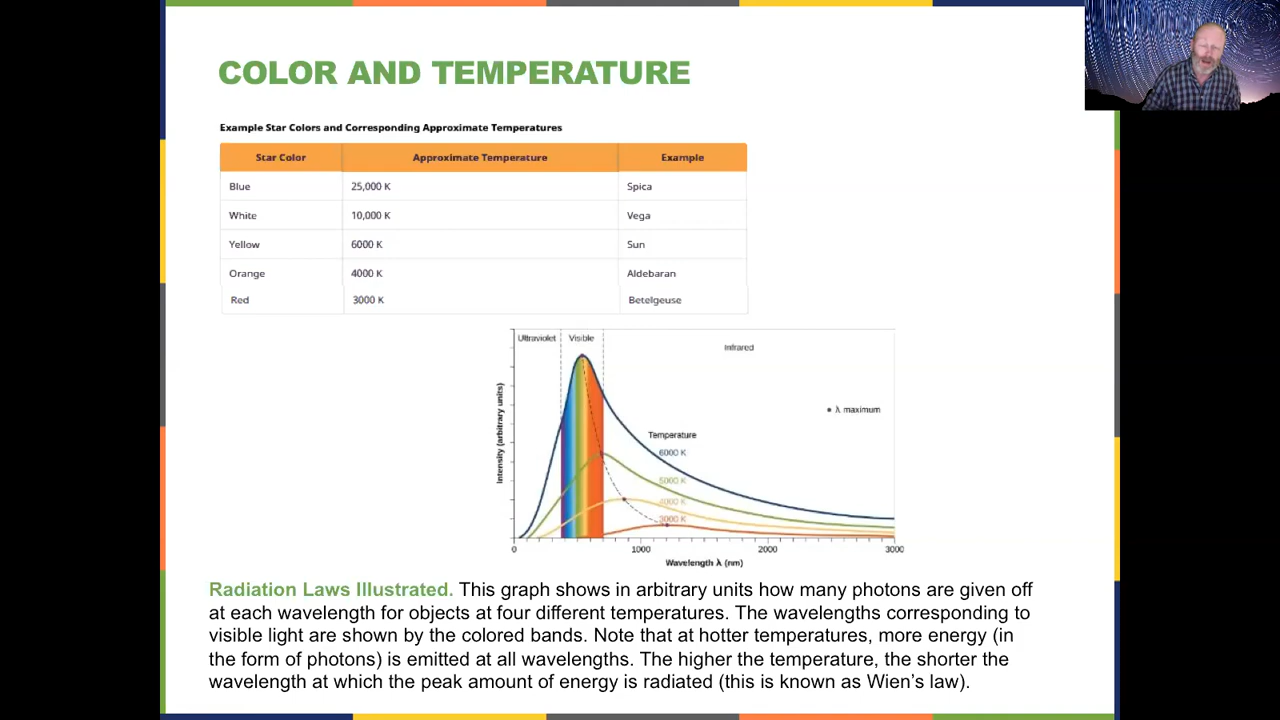 COLOR AND TEMPERATURE
Example Star Colors and Corresponding Approximate Temperatures
Star Color Approximate Temperature Example
Blue 25,000 K Spica
White 10,000 K Vega
Yellow 6000 K Sun
Orange 4000 K Aldebaran
Red 3000 K Betelgeuse
Ultraviolet Visible Infrared
λ maximum
Intensity (arbitrary units)
Temperature
6000 K
5000 K
4000 K
3000 K
0 1000 2000 3000
Wavelength λ (nm)
Radiation Laws Illustrated. This graph shows in arbitrary units how many photons are given off
at each wavelength for objects at four different temperatures. The wavelengths corresponding to
visible light are shown by the colored bands. Note that at hotter temperatures, more energy (in
the form of photons) is emitted at all wavelengths. The higher the temperature, the shorter the
wavelength at which the peak amount of energy is radiated (this is known as Wien’s law).